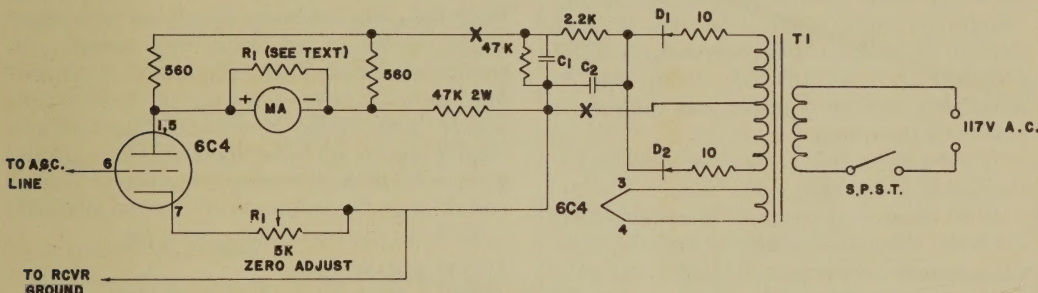 2.2K
D1
10
T1
R1 (SEE TEXT)
X
47K
C1
560
560
C2
+ MA -
47K 2W
X
117V A.C.
1,5
6C4
D2
10
TO A.G.C.
LINE
6
S.P.S.T.
3
6C4
4
7
R1
5K
ZERO ADJUST
TO RCVR
GROUND